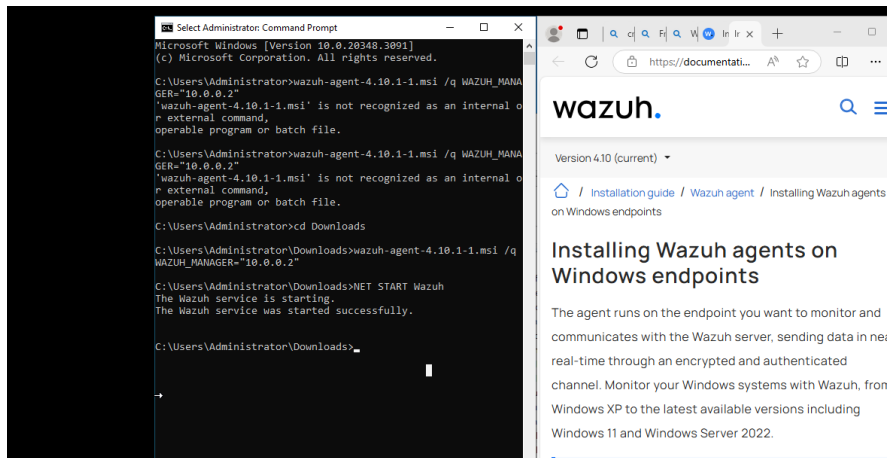 Select Administrator: Command Prompt
Microsoft Windows [Version 10.0.20348.3091]
(c) Microsoft Corporation. All rights reserved.
C:\Users\Administrator>wazuh-agent-4.10.1-1.msi /q WAZUH_MANA
GER="10.0.0.2"
'wazuh-agent-4.10.1-1.msi' is not recognized as an internal o
r external command,
operable program or batch file.
C:\Users\Administrator>wazuh-agent-4.10.1-1.msi /q WAZUH_MANA
GER="10.0.0.2"
'wazuh-agent-4.10.1-1.msi' is not recognized as an internal o
r external command,
operable program or batch file.
C:\Users\Administrator>cd Downloads
C:\Users\Administrator\Downloads>wazuh-agent-4.10.1-1.msi /q
WAZUH_MANAGER="10.0.0.2"
C:\Users\Administrator\Downloads>NET START Wazuh
The Wazuh service is starting.
The Wazuh service was started successfully.
C:\Users\Administrator\Downloads>
https://documentati...
wazuh.
Version 4.10 (current)
/ Installation guide / Wazuh agent / Installing Wazuh agents
on Windows endpoints
Installing Wazuh agents on
Windows endpoints
The agent runs on the endpoint you want to monitor and
communicates with the Wazuh server, sending data in nea
real-time through an encrypted and authenticated
channel. Monitor your Windows systems with Wazuh, from
Windows XP to the latest available versions including
Windows 11 and Windows Server 2022.